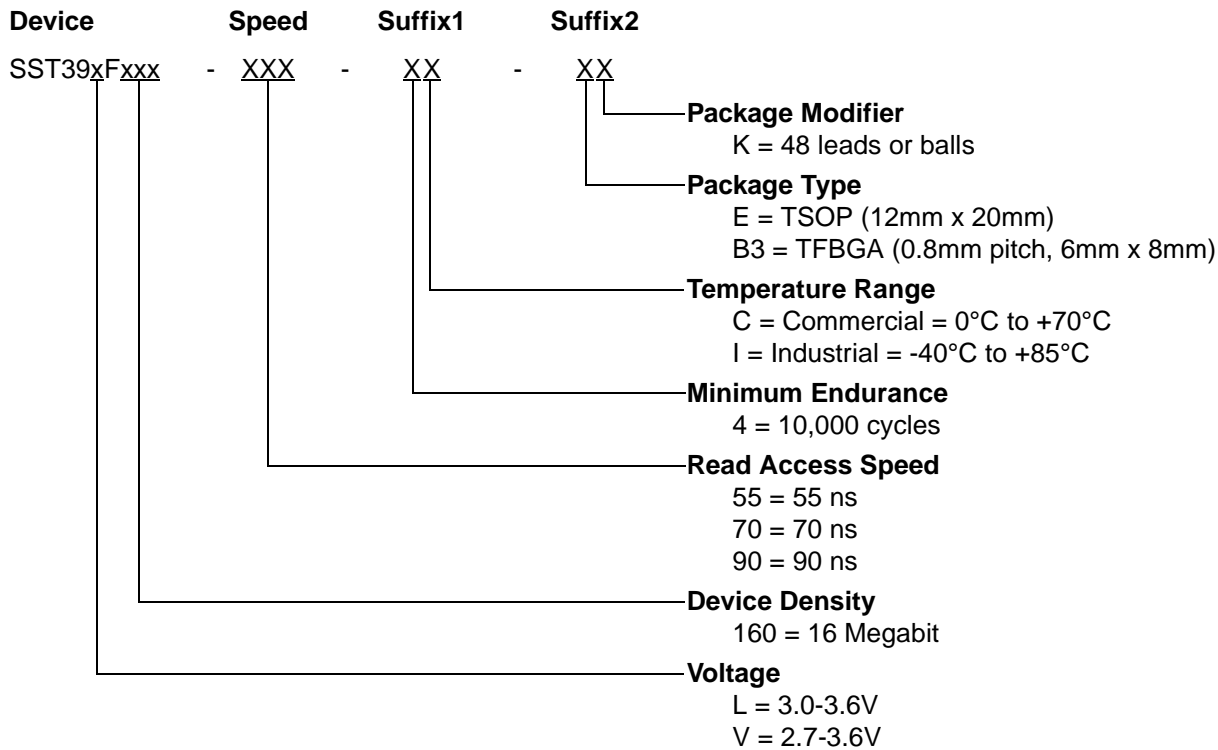 Device Speed Suffix1 Suffix2
SST39xFxxx - XXX - XX - XX
Package Modifier
K = 48 leads or balls
Package Type
E = TSOP (12mm x 20mm)
B3 = TFBGA (0.8mm pitch, 6mm x 8mm)
Temperature Range
C = Commercial = 0°C to +70°C
I = Industrial = -40°C to +85°C
Minimum Endurance
4 = 10,000 cycles
Read Access Speed
55 = 55 ns
70 = 70 ns
90 = 90 ns
Device Density
160 = 16 Megabit
Voltage
L = 3.0-3.6V
V = 2.7-3.6V